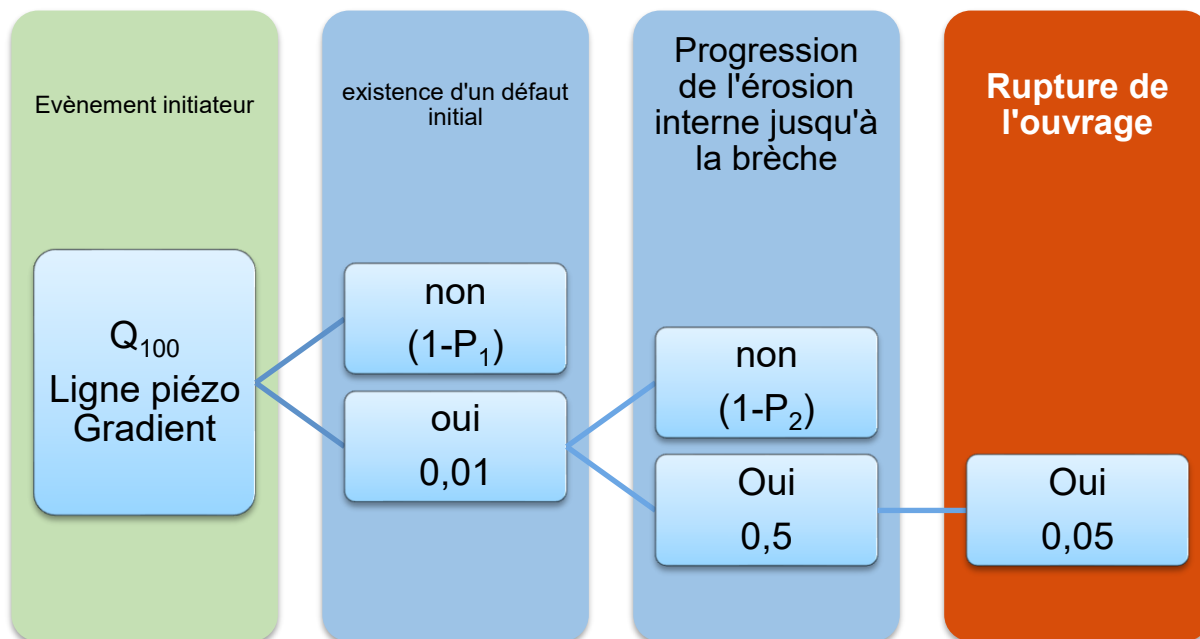 Evènement initiateur
existence d'un défaut
initial
Progression
de l'érosion
interne jusqu'à
la brèche
Rupture de
l'ouvrage
Q₁₀₀
Ligne piézo
Gradient
non
(1-P₁)
oui
0,01
non
(1-P₂)
Oui
0,5
Oui
0,05